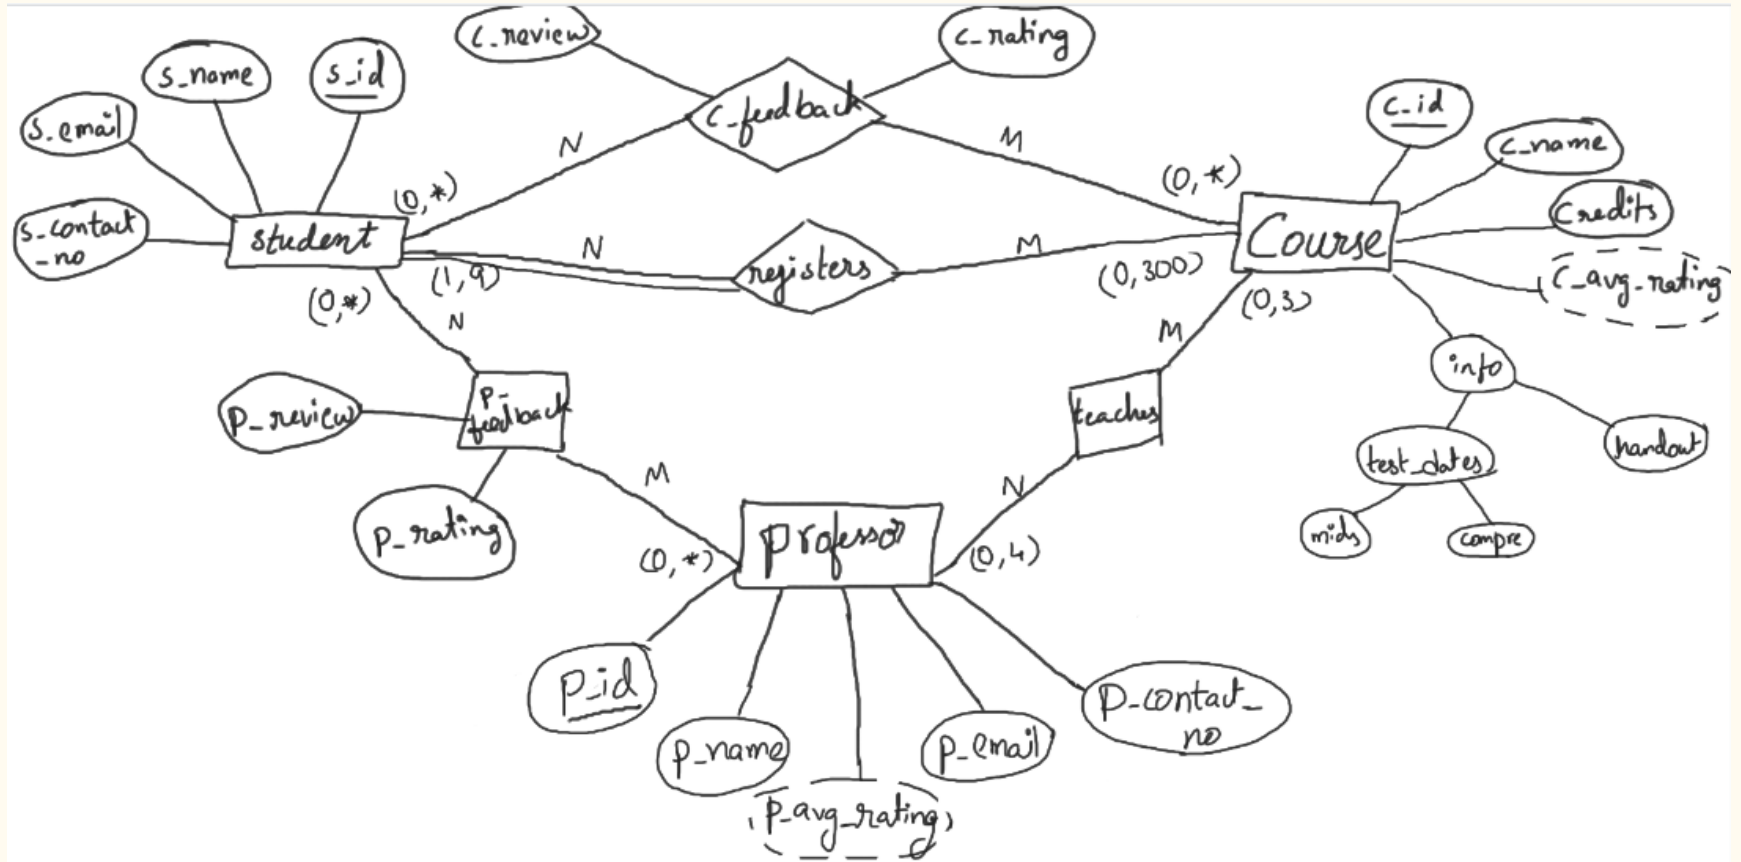 c_review
c_rating
s_name
s_id
s_email
c_feedback
c_id
c_name
N
M
(0,*)
(0,*)
s_contact
_no
student
Credits
Course
N
M
registers
(1,9)
(0,300)
c_avg_rating
(0,*)
N
(0,3)
M
info
P_review
P-
feedback
teaches
handout
test_dates
M
N
mids
compre
P_rating
professor
(0,*)
(0,4)
P_id
P_contact_
no
p_name
p_email
p_avg_rating